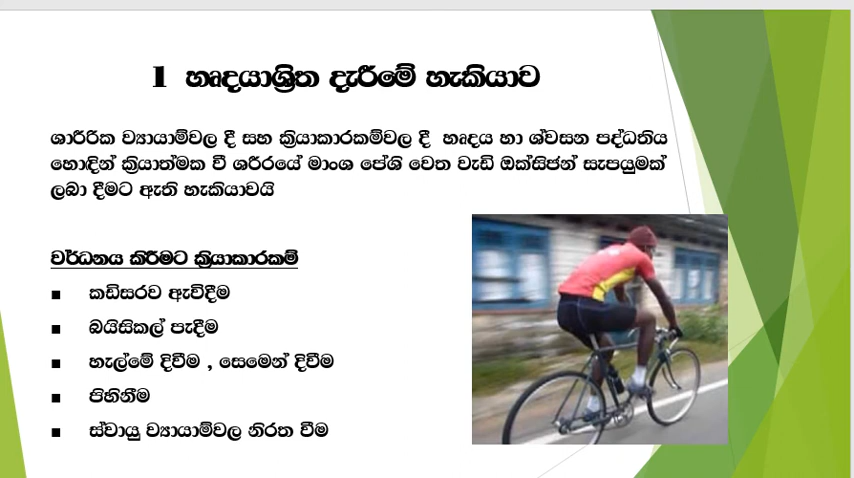 1 හෘදයාශ්‍රිත දැරීමේ හැකියාව
ශාරීරික ව්‍යායාම්වල දී සහ ක්‍රියාකාරකම්වල දී හෘදය හා ශ්වසන පද්ධතිය
හොඳින් ක්‍රියාත්මක වී ශරීරයේ මාංශ පේශි වෙත වැඩි ඔක්සිජන් සැපයුමක්
ලබා දීමට ඇති හැකියාවයි
වර්ධනය කිරීමට ක්‍රියාකාරකම්
▪ කඩිසරව ඇවිදීම
▪ බයිසිකල් පැදීම
▪ හැල්මේ දිවීම , සෙමෙන් දිවීම
▪ පිහිනීම
▪ ස්වායු ව්‍යායාම්වල නිරත වීම